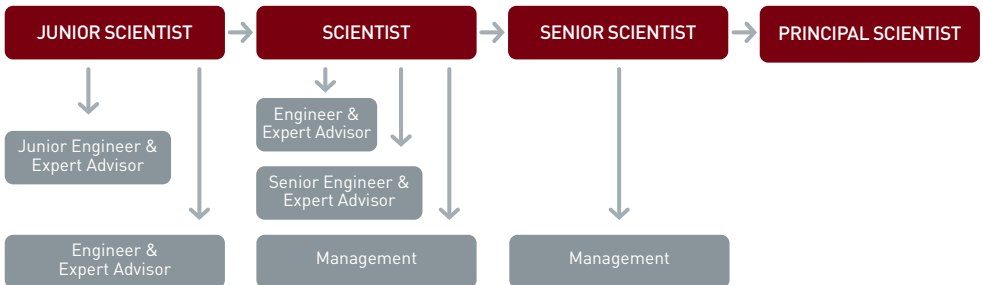 JUNIOR SCIENTIST
SCIENTIST
SENIOR SCIENTIST
PRINCIPAL SCIENTIST
Junior Engineer &
Expert Advisor
Engineer &
Expert Advisor
Engineer &
Expert Advisor
Senior Engineer &
Expert Advisor
Management
Management